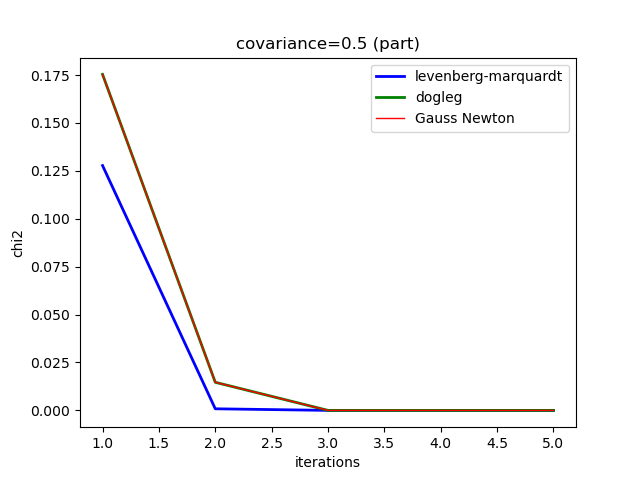 covariance=0.5 (part)
levenberg-marquardt
dogleg
Gauss Newton
chi2
0.175
0.150
0.125
0.100
0.075
0.050
0.025
0.000
1.0 1.5 2.0 2.5 3.0 3.5 4.0 4.5 5.0
iterations